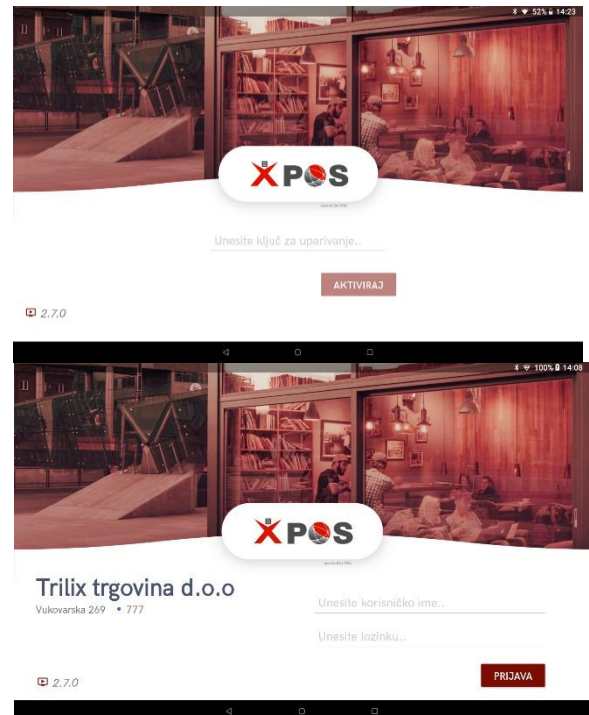 52% 14:23
XPOS
Unesite ključ za uparivanje..
AKTIVIRAJ
2.7.0
100% 14:08
XPOS
Trilix trgovina d.o.o
Vukovarska 269 • 777
Unesite korisničko ime..
Unesite lozinku..
PRIJAVA
2.7.0